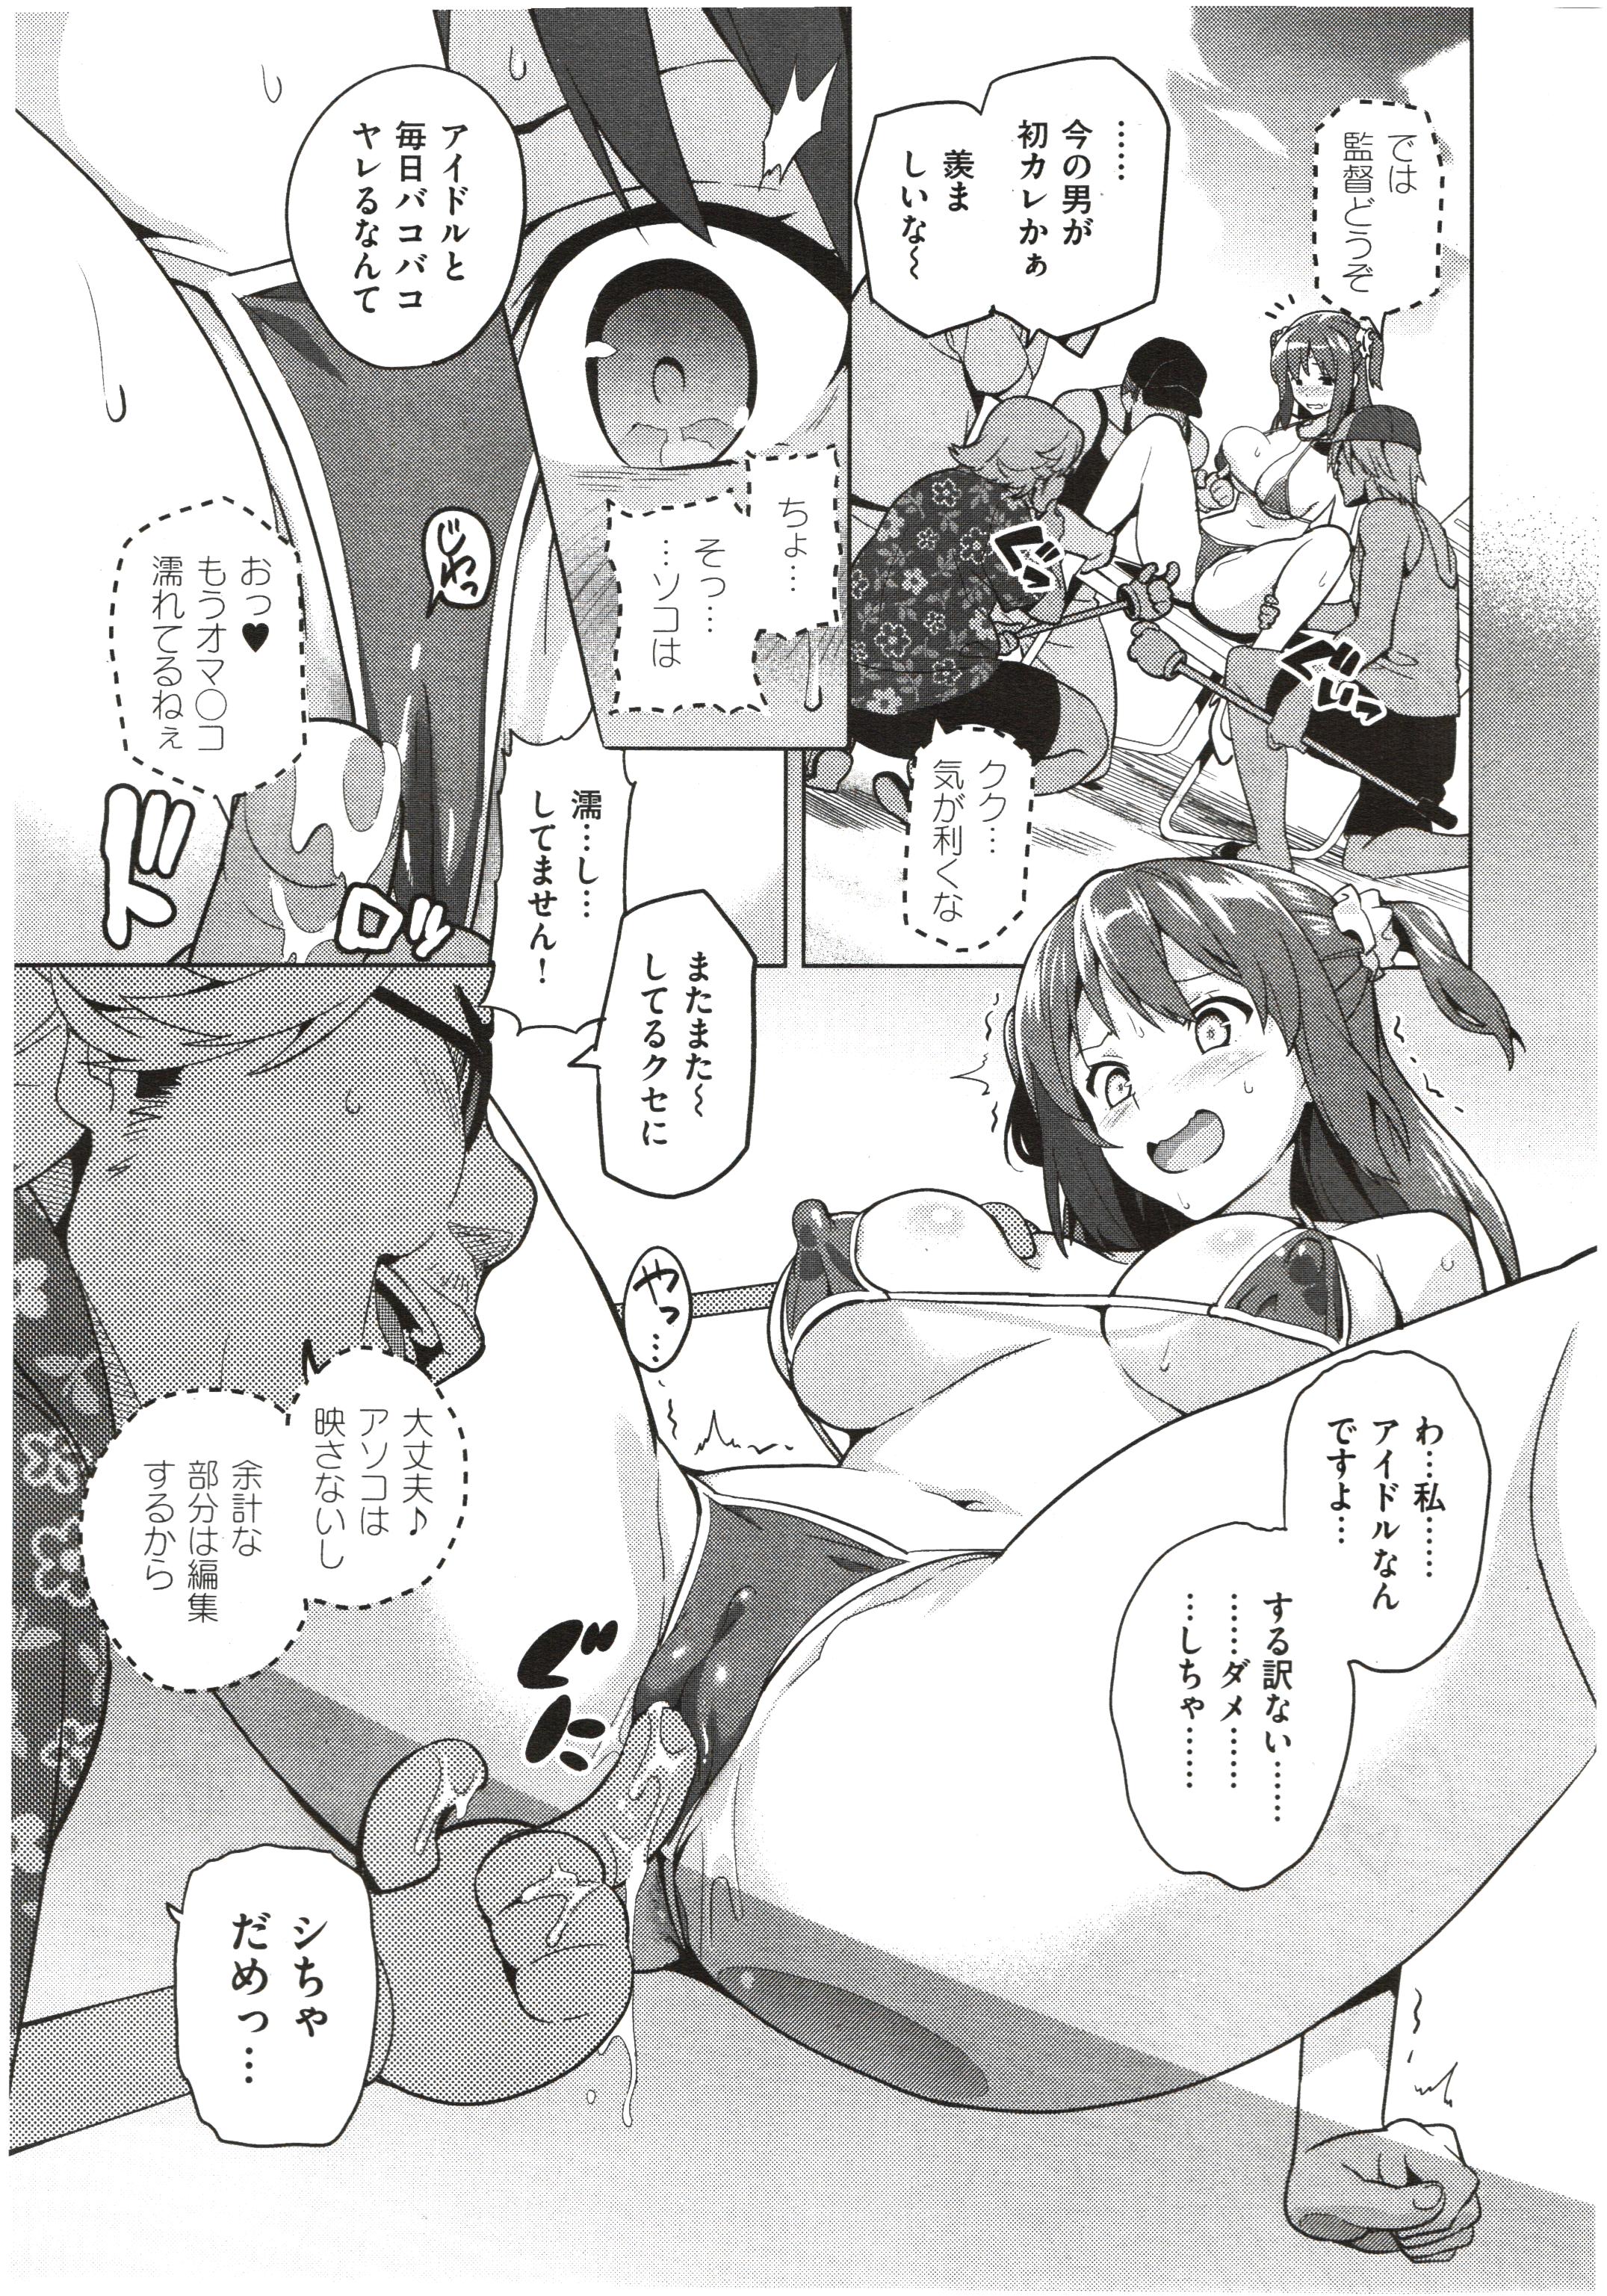 では
監督どうぞ
……
今の男が
初カレかぁ
羨ま
しいな〜
ぐっ
ぐいっ
クク…
気が利くな
アイドルと
毎日バコバコ
ヤレるなんて
ちょ…
そっ…
…ソコは
じわっ
おっ♥
もうオマ○コ
濡れてるねぇ
ドロッ
濡…し…
してません！
またまた〜
してるクセに
やっ…
わ…私……
アイドルなん
ですよ…
する訳ない……
……ダメ……
…しちゃ……
大丈夫♪
アソコは
映さないし
余計な
部分は編集
するから
ぐに
シちゃ
だめっ…